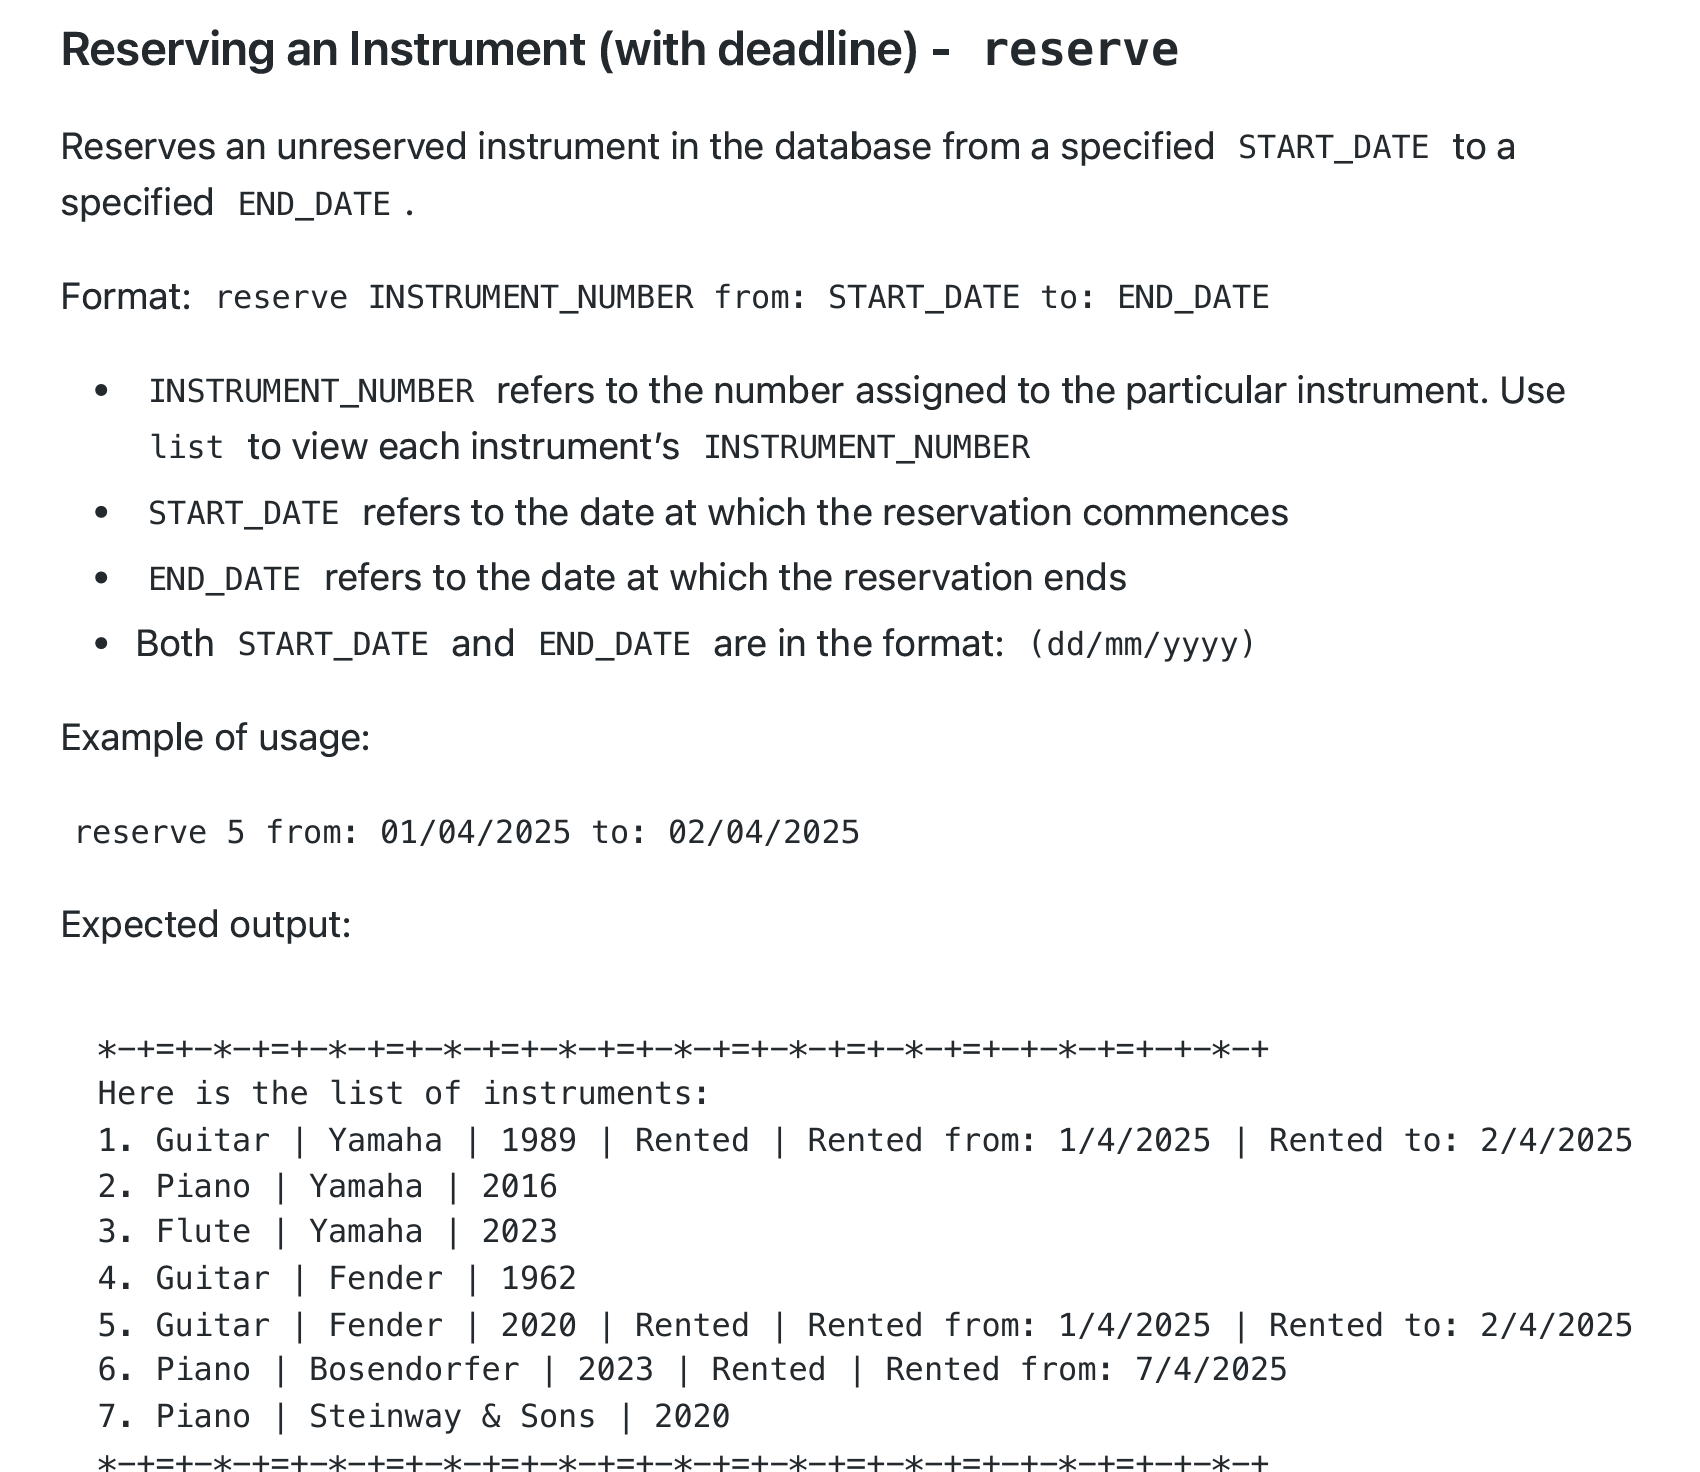 Reserving an Instrument (with deadline) - reserve
Reserves an unreserved instrument in the database from a specified START_DATE to a
specified END_DATE .
Format: reserve INSTRUMENT_NUMBER from: START_DATE to: END_DATE
• INSTRUMENT_NUMBER refers to the number assigned to the particular instrument. Use
list to view each instrument’s INSTRUMENT_NUMBER
• START_DATE refers to the date at which the reservation commences
• END_DATE refers to the date at which the reservation ends
• Both START_DATE and END_DATE are in the format: (dd/mm/yyyy)
Example of usage:
reserve 5 from: 01/04/2025 to: 02/04/2025
Expected output:
*-+=+-*-+=+-*-+=+-*-+=+-*-+=+-*-+=+-*-+=+-*-+=+-+-*-+=+-+-*-+
Here is the list of instruments:
1. Guitar | Yamaha | 1989 | Rented | Rented from: 1/4/2025 | Rented to: 2/4/2025
2. Piano | Yamaha | 2016
3. Flute | Yamaha | 2023
4. Guitar | Fender | 1962
5. Guitar | Fender | 2020 | Rented | Rented from: 1/4/2025 | Rented to: 2/4/2025
6. Piano | Bosendorfer | 2023 | Rented | Rented from: 7/4/2025
7. Piano | Steinway & Sons | 2020
*-+=+-*-+=+-*-+=+-*-+=+-*-+=+-*-+=+-*-+=+-*-+=+-+-*-+=+-+-*-+